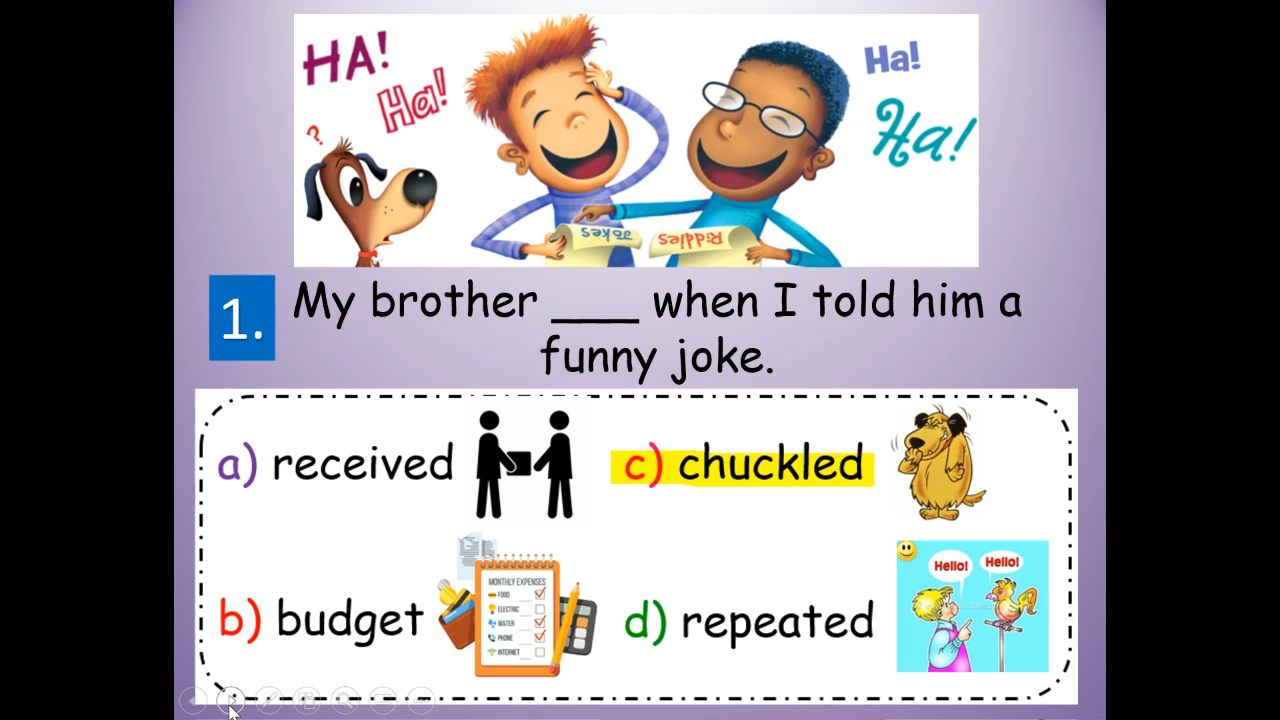 HA!
Ha!
Ha!
Ha!
?
Jokes
Riddles
1.
My brother ___ when I told him a
funny joke.
a) received
c) chuckled
b) budget
MONTHLY EXPENSES
FOOD
ELECTRIC
WATER
PHONE
INTERNET
d) repeated
Hello!
Hello!